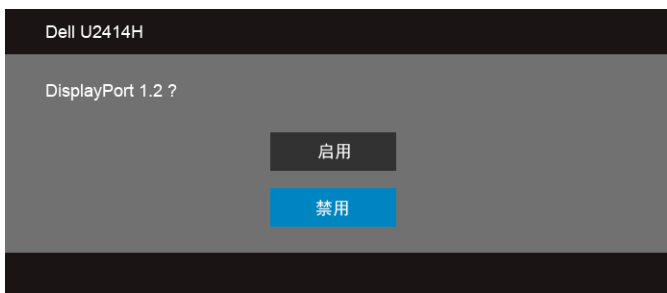 Dell U2414H
DisplayPort 1.2 ?
启用
禁用